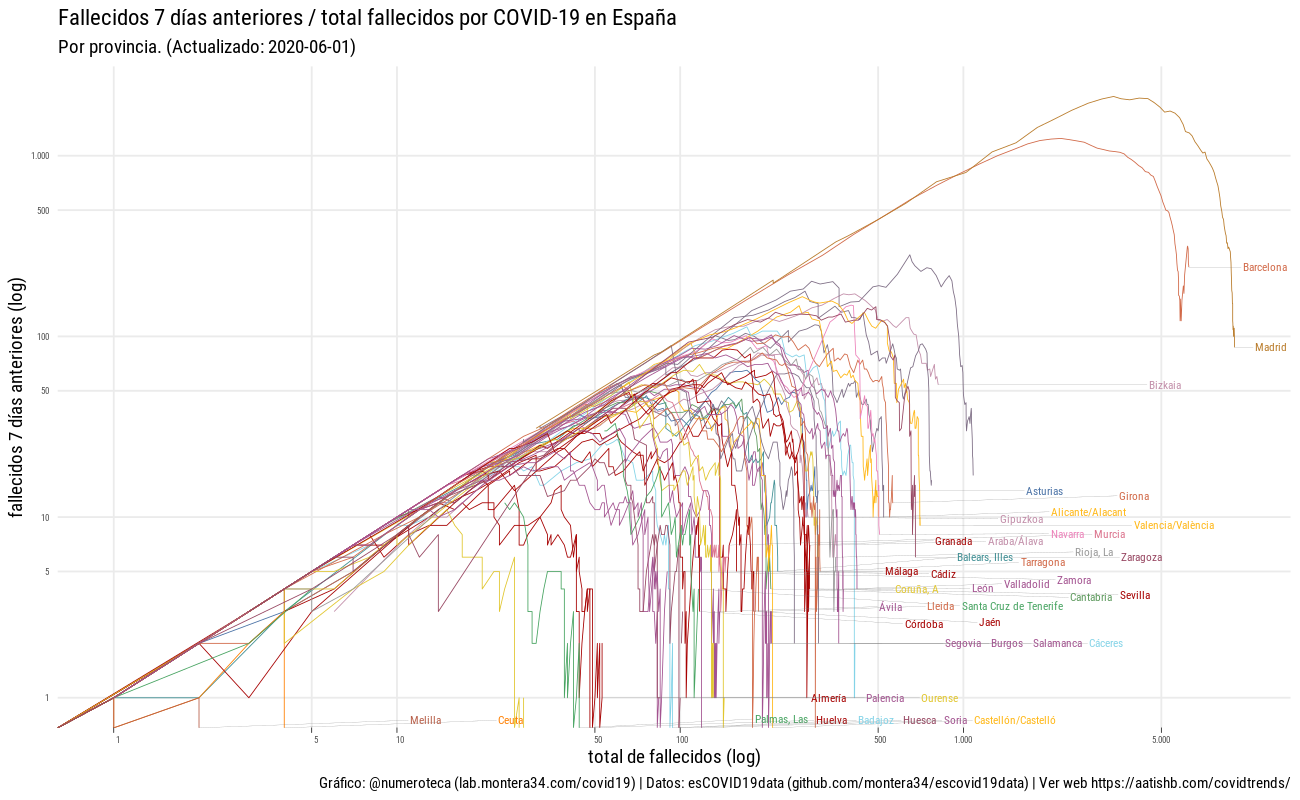 Fallecidos 7 días anteriores / total fallecidos por COVID-19 en España
Por provincia. (Actualizado: 2020-06-01)
fallecidos 7 días anteriores (log)
1.000
500
100
50
10
5
1
Barcelona
Madrid
Bizkaia
Asturias
Girona
Alicante/Alacant
Gipuzkoa
Valencia/València
Navarra
Murcia
Granada
Araba/Álava
Rioja, La
Balears, Illes
Tarragona
Zaragoza
Málaga
Cádiz
Coruña, A
León
Valladolid
Zamora
Cantabria
Sevilla
Ávila
Lleida
Santa Cruz de Tenerife
Córdoba
Jaén
Segovia
Burgos
Salamanca
Cáceres
Almería
Palencia
Ourense
Melilla
Ceuta
Palmas, Las
Huelva
Badajoz
Huesca
Soria
Castellón/Castelló
1
5
10
50
100
500
1.000
5.000
total de fallecidos (log)
Gráfico: @numeroteca (lab.montera34.com/covid19) | Datos: esCOVID19data (github.com/montera34/escovid19data) | Ver web https://aatishb.com/covidtrends/